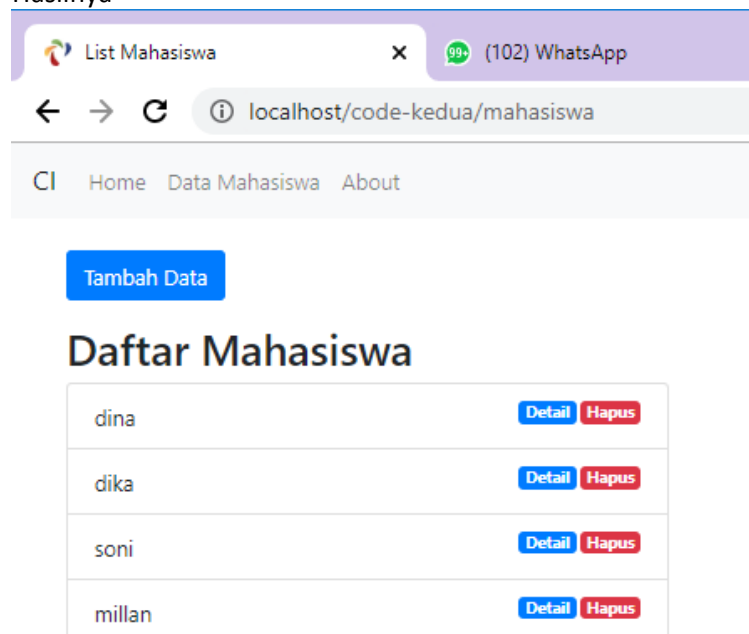 Hasilnya
List Mahasiswa
99+ (102) WhatsApp
localhost/code-kedua/mahasiswa
CI Home Data Mahasiswa About
Tambah Data
Daftar Mahasiswa
dina Detail Hapus
dika Detail Hapus
soni Detail Hapus
millan Detail Hapus